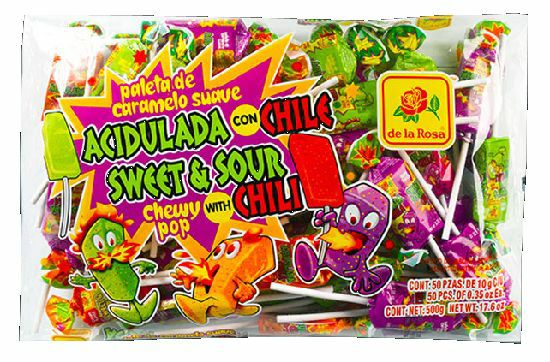 paleta de
caramelo suave
ACIDULADA CON CHILE
SWEET & SOUR
chewy WITH CHILI
pop
de la Rosa
CONT: 50 PZAS. DE 10g C/U
50 PCS. OF 0.35 oz EA.
CONT. NET: 500g NET WT. 17.6 oz